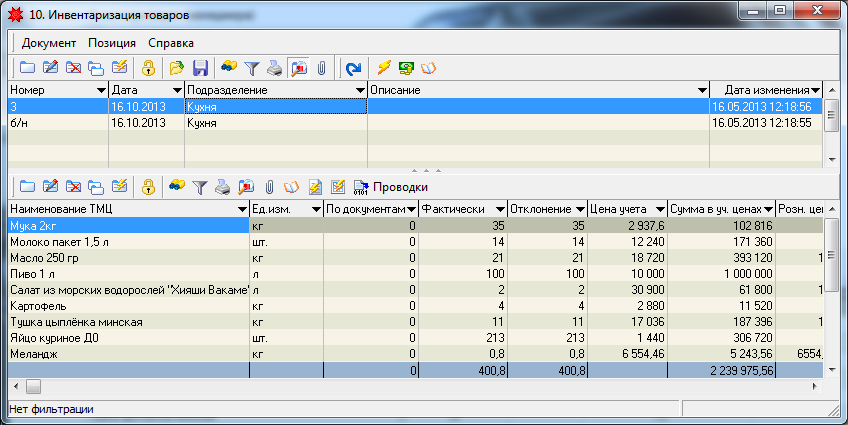 10. Инвентаризация товаров
Документ Позиция Справка
Номер Дата Подразделение Описание Дата изменения
3 16.10.2013 Кухня 16.05.2013 12:18:56
б/н 16.10.2013 Кухня 16.05.2013 12:18:55
0101 Проводки
Наименование ТМЦ Ед.изм. По документам Фактически Отклонение Цена учета Сумма в уч. ценах Розн. це
Мука 2кг кг 0 35 35 2 937,6 102 816
Молоко пакет 1,5 л шт. 0 14 14 12 240 171 360
Масло 250 гр кг 0 21 21 18 720 393 120 1
Пиво 1 л л 0 100 100 10 000 1 000 000
Салат из морских водорослей "Хияши Вакаме" л 0 2 2 30 900 61 800 1
Картофель кг 0 4 4 2 880 11 520
Тушка цыплёнка минская кг 0 11 11 17 036 187 396 1
Яйцо куриное Д0 шт. 0 213 213 1 440 306 720
Меландж кг 0 0,8 0,8 6 554,46 5 243,56 6554,
0 400,8 400,8 2 239 975,56
Нет фильтрации